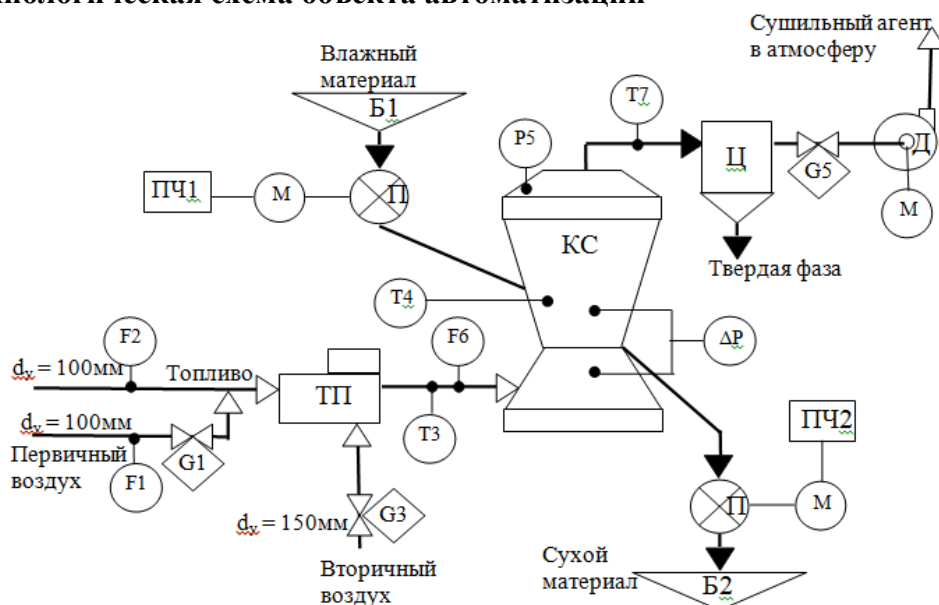 нологическая схема объекта автоматизации
Сушильный агент
в атмосферу
Влажный
материал
Б1
Т7
Р5
Ц
G5
Д
ПЧ1
М
П
М
КС
Твердая фаза
Т4
F2
F6
ΔР
dу = 100мм
Топливо
ТП
dу = 100мм
Т3
Первичный
воздух
G1
F1
ПЧ2
G3
dу = 150мм
П
М
Вторичный
воздух
Сухой
материал
Б2